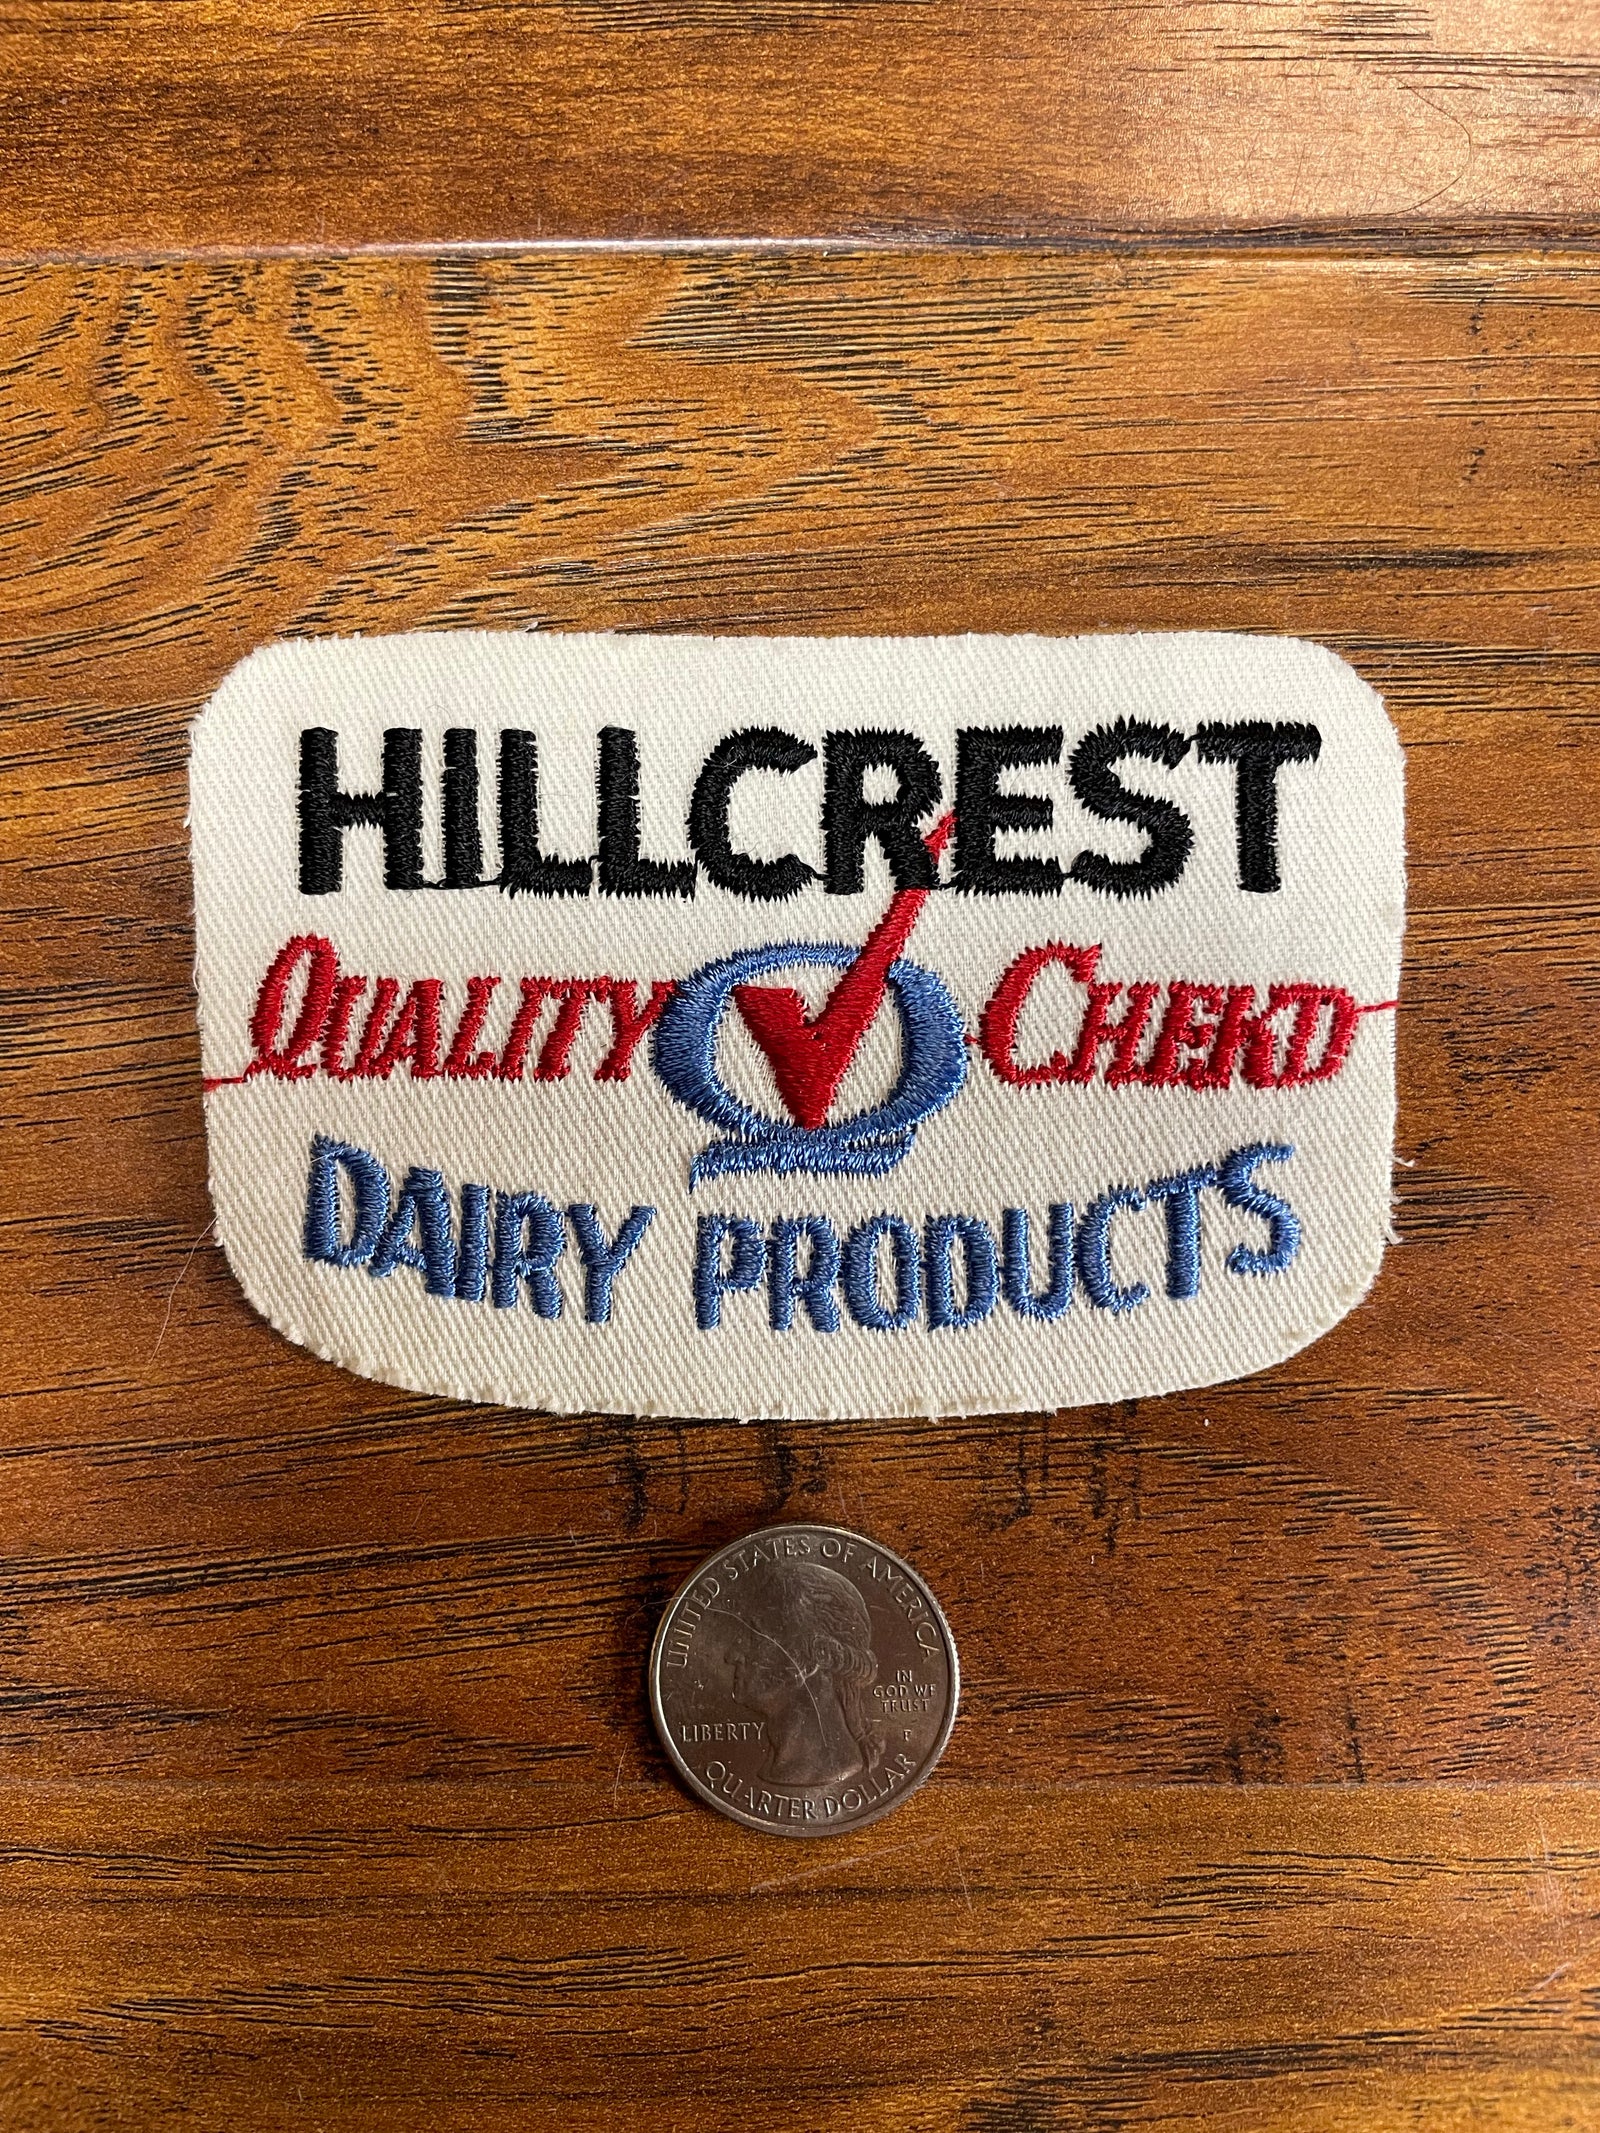 HILLCREST
QUALITY Q CHEKD
DAIRY PRODUCTS
UNITED STATES OF AMERICA
IN
GOD WE
TRUST
LIBERTY P
QUARTER DOLLAR